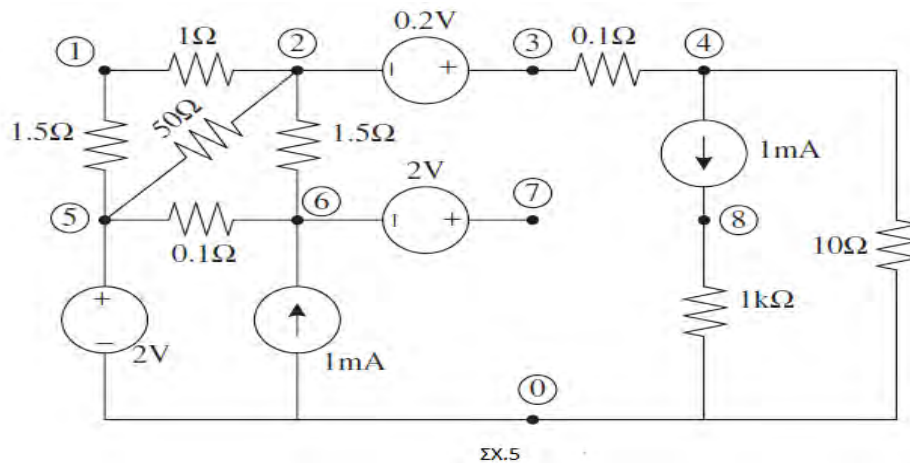 1Ω 0.2V 0.1Ω
① ② ③ ④
1.5Ω 50Ω 1.5Ω 1mA
2V
⑤ ⑥ ⑦ ⑧
0.1Ω 10Ω
1kΩ
2V 1mA
⓪
ΣΧ.5